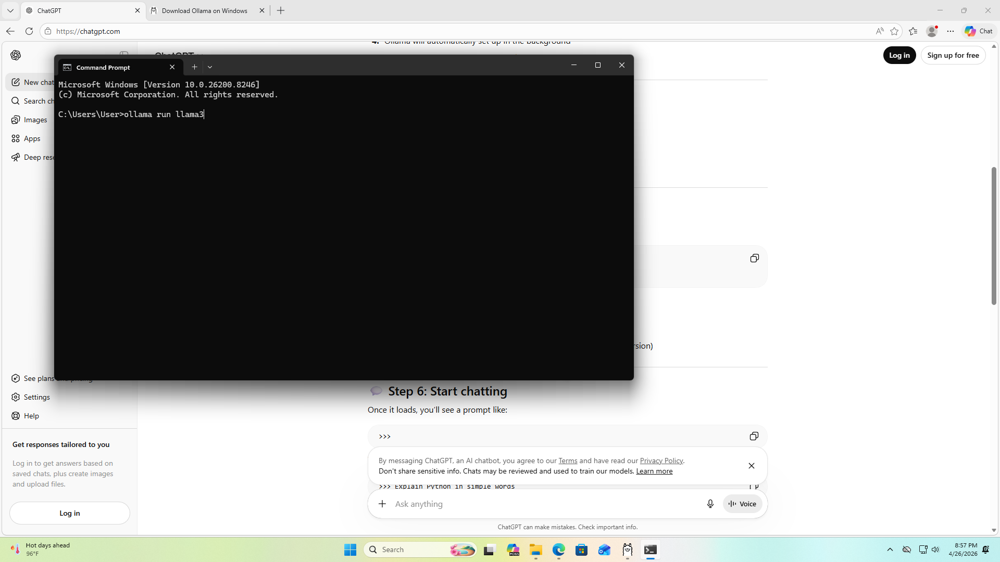 ChatGPT
Download Ollama on Windows
https://chatgpt.com
Chat
4. Ollama will automatically set up in the background
ChatGPT
Log in
Sign up for free
Command Prompt
New chat
Microsoft Windows [Version 10.0.26200.8246]
(c) Microsoft Corporation. All rights reserved.
Search ch
C:\Users\User>ollama run llama3
Images
Apps
Deep rese
rsion)
See plans and pricing
Step 6: Start chatting
Settings
Once it loads, you’ll see a prompt like:
Help
>>>
Get responses tailored to you
Log in to get answers based on
saved chats, plus create images
and upload files.
By messaging ChatGPT, an AI chatbot, you agree to our Terms and have read our Privacy Policy.
Don't share sensitive info. Chats may be reviewed and used to train our models. Learn more
>>> Explain Python in simple words
Ask anything
Voice
Log in
ChatGPT can make mistakes. Check important info.
Hot days ahead
96°F
Search
M365
8:57 PM
4/26/2026